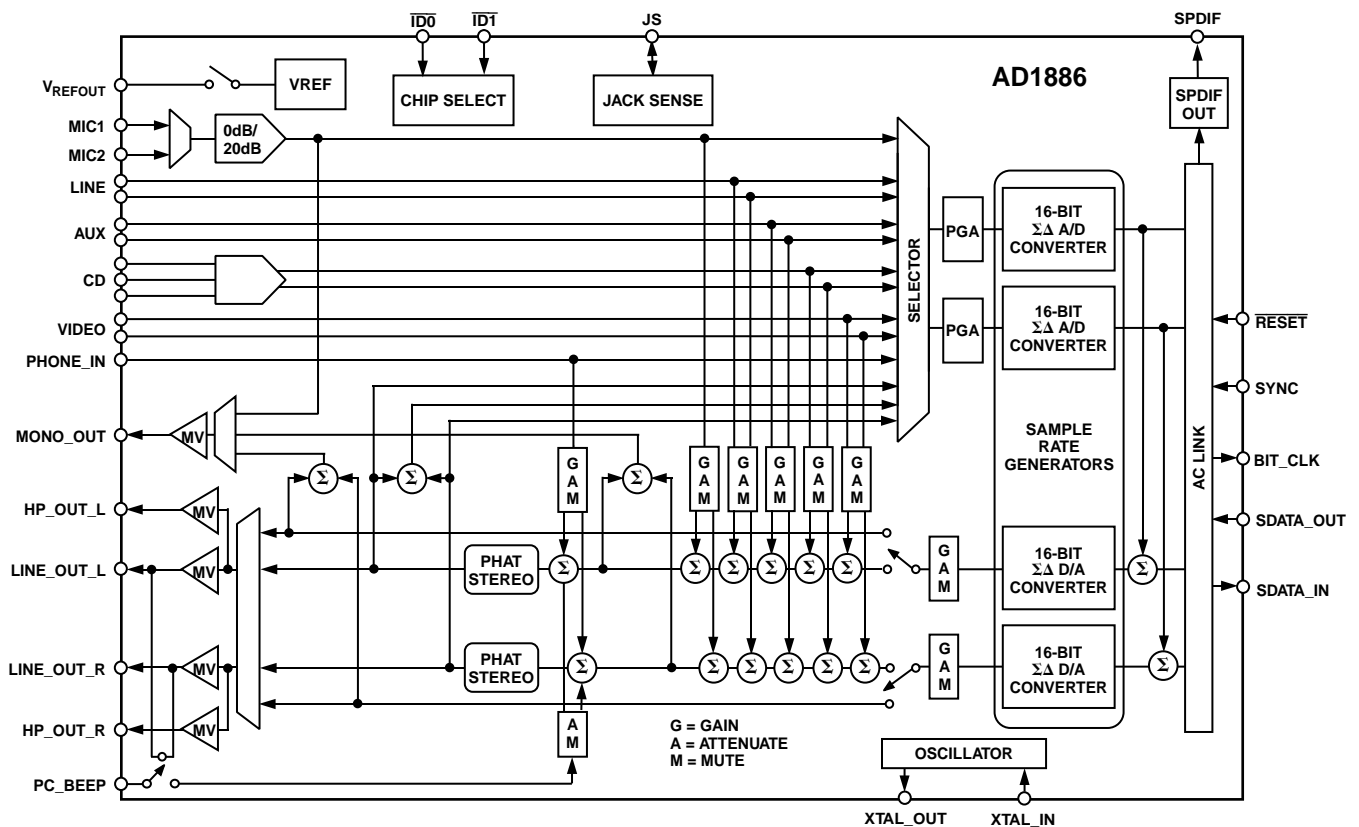 ID0
ID1
JS
SPDIF
AD1886
VREFOUT
VREF
CHIP SELECT
JACK SENSE
SPDIF
OUT
MIC1
MIC2
0dB/
20dB
LINE
AUX
CD
VIDEO
PHONE_IN
SELECTOR
PGA
PGA
16-BIT
ΣΔ A/D
CONVERTER
16-BIT
ΣΔ A/D
CONVERTER
SAMPLE
RATE
GENERATORS
AC LINK
RESET
SYNC
BIT_CLK
SDATA_OUT
SDATA_IN
MONO_OUT
MV
Σ
Σ
G
A
M
Σ
G
A
M
G
A
M
G
A
M
G
A
M
G
A
M
HP_OUT_L
MV
LINE_OUT_L
MV
PHAT
STEREO
Σ
Σ
Σ
Σ
Σ
Σ
G
A
M
16-BIT
ΣΔ D/A
CONVERTER
Σ
LINE_OUT_R
MV
PHAT
STEREO
Σ
Σ
Σ
Σ
Σ
Σ
G
A
M
16-BIT
ΣΔ D/A
CONVERTER
Σ
HP_OUT_R
MV
A
M
G = GAIN
A = ATTENUATE
M = MUTE
PC_BEEP
OSCILLATOR
XTAL_OUT
XTAL_IN